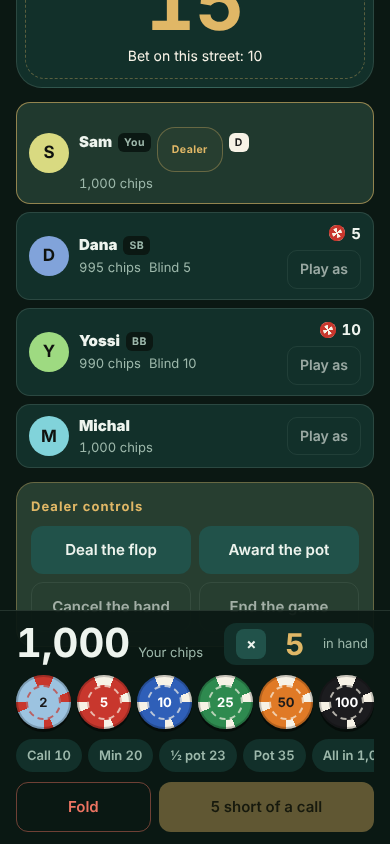 15
Bet on this street: 10
S
Sam You Dealer D
1,000 chips
5
D
Dana SB
995 chips Blind 5
Play as
10
Y
Yossi BB
990 chips Blind 10
Play as
M
Michal
1,000 chips
Play as
Dealer controls
Deal the flop Award the pot
Cancel the hand End the game
1,000 Your chips × 5 in hand
2 5 10 25 50 100
Call 10 Min 20 ½ pot 23 Pot 35 All in 1,0
Fold 5 short of a call